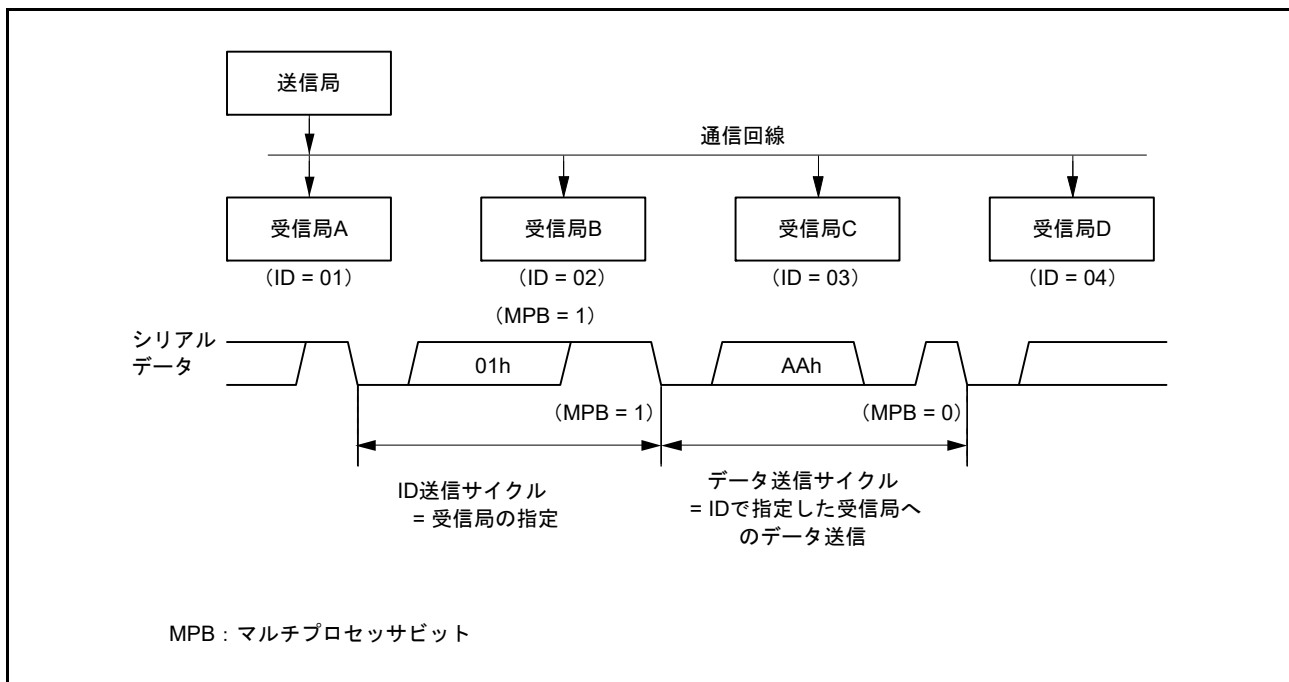 送信局
通信回線
受信局A
受信局B
受信局C
受信局D
（ID = 01）
（ID = 02）
（ID = 03）
（ID = 04）
（MPB = 1）
シリアル
データ
01h
AAh
（MPB = 1）
（MPB = 0）
ID送信サイクル
= 受信局の指定
データ送信サイクル
= IDで指定した受信局へ
のデータ送信
MPB：マルチプロセッサビット